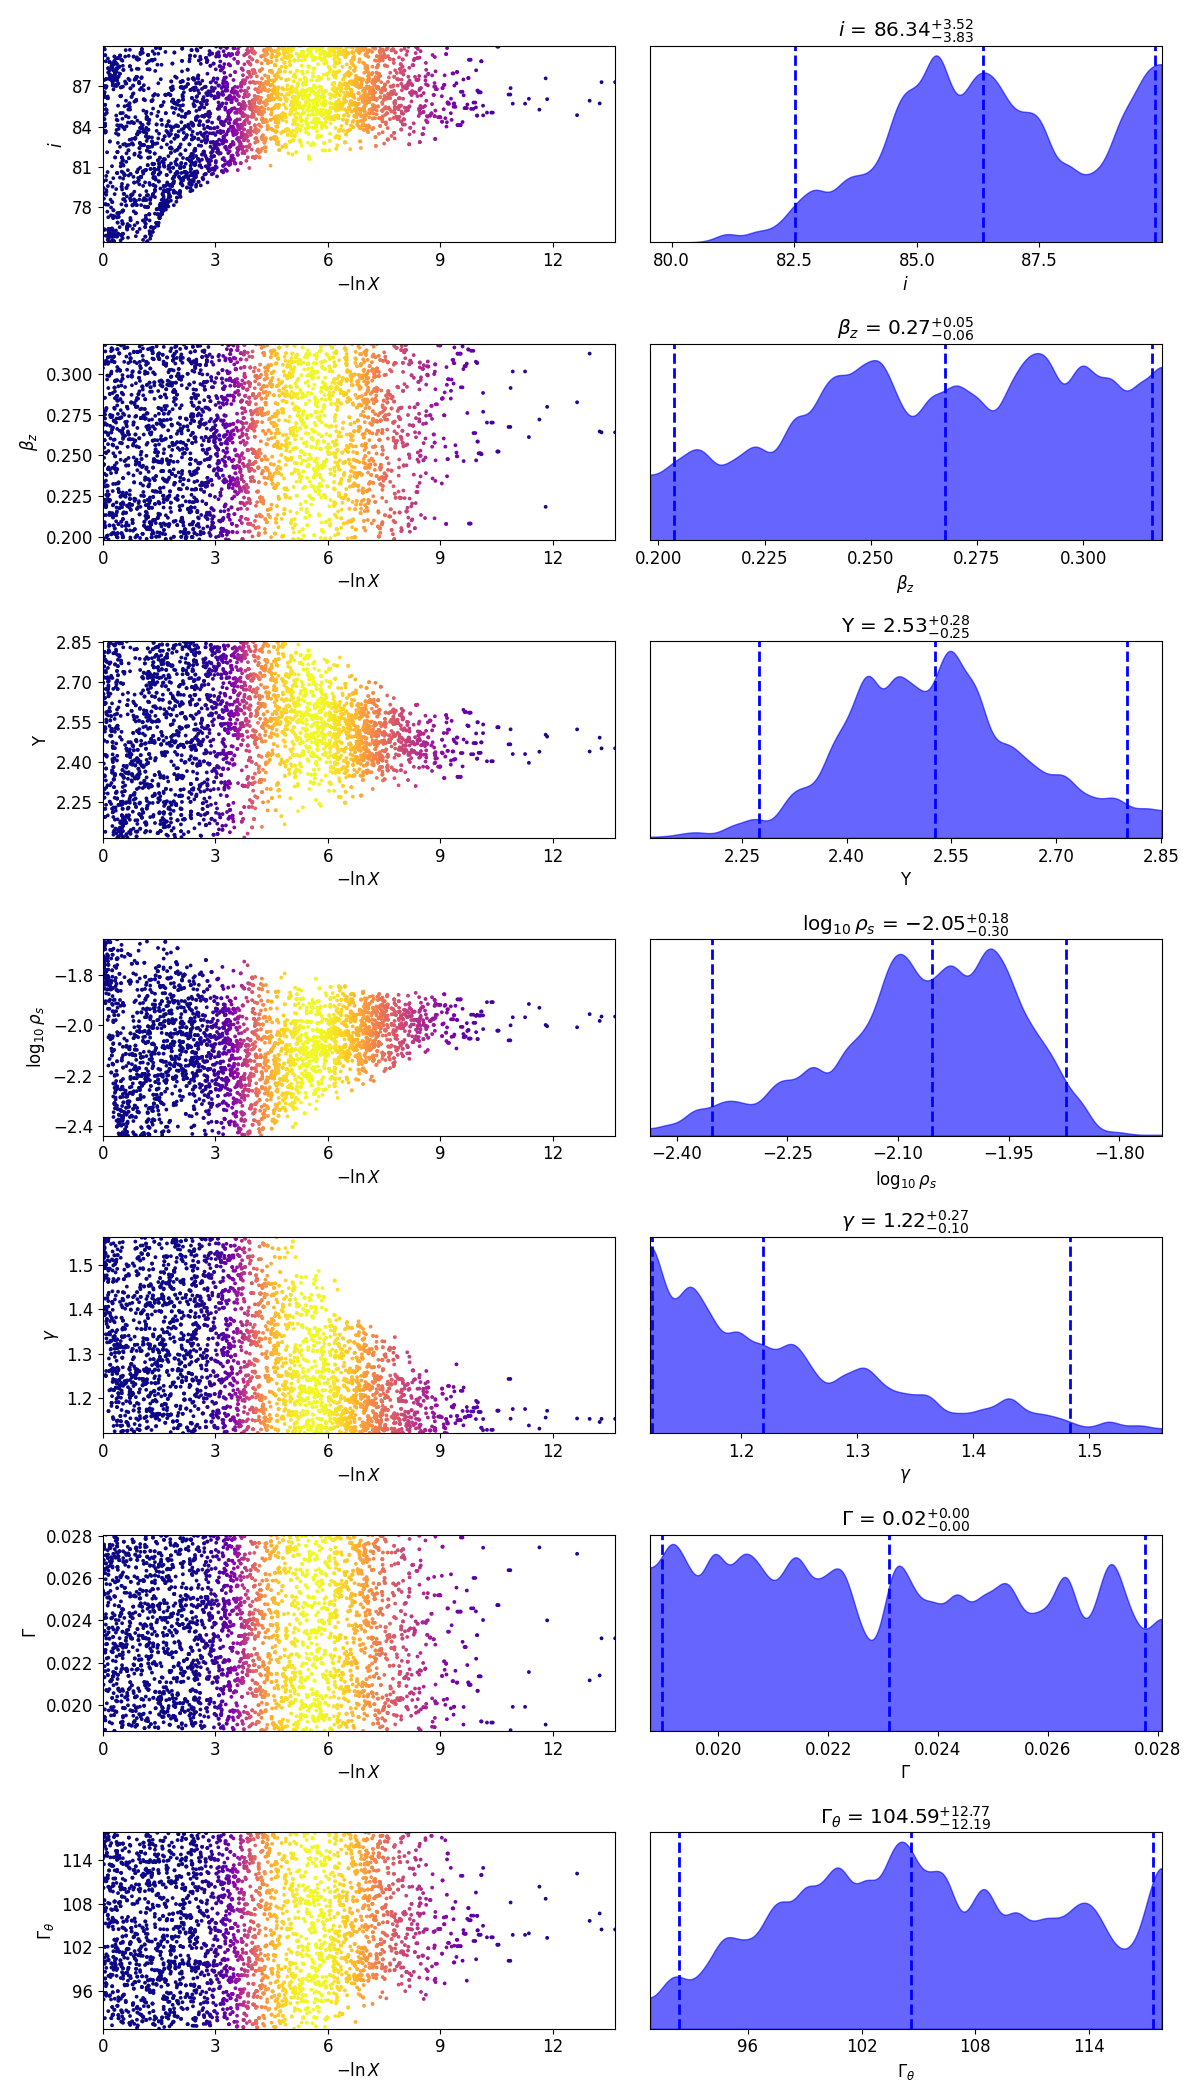 i = 86.34 +3.52 −3.83
87
84
81
78
i
0 3 6 9 12
−ln X
80.0 82.5 85.0 87.5
i
β_z = 0.27 +0.05 −0.06
0.300
0.275
0.250
0.225
0.200
β_z
0 3 6 9 12
−ln X
0.200 0.225 0.250 0.275 0.300
β_z
Υ = 2.53 +0.28 −0.25
2.85
2.70
2.55
2.40
2.25
Υ
0 3 6 9 12
−ln X
2.25 2.40 2.55 2.70 2.85
Υ
log₁₀ ρ_s = −2.05 +0.18 −0.30
−1.8
−2.0
−2.2
−2.4
log₁₀ ρ_s
0 3 6 9 12
−ln X
−2.40 −2.25 −2.10 −1.95 −1.80
log₁₀ ρ_s
γ = 1.22 +0.27 −0.10
1.5
1.4
1.3
1.2
γ
0 3 6 9 12
−ln X
1.2 1.3 1.4 1.5
γ
Γ = 0.02 +0.00 −0.00
0.028
0.026
0.024
0.022
0.020
Γ
0 3 6 9 12
−ln X
0.020 0.022 0.024 0.026 0.028
Γ
Γ_θ = 104.59 +12.77 −12.19
114
108
102
96
Γ_θ
0 3 6 9 12
−ln X
96 102 108 114
Γ_θ